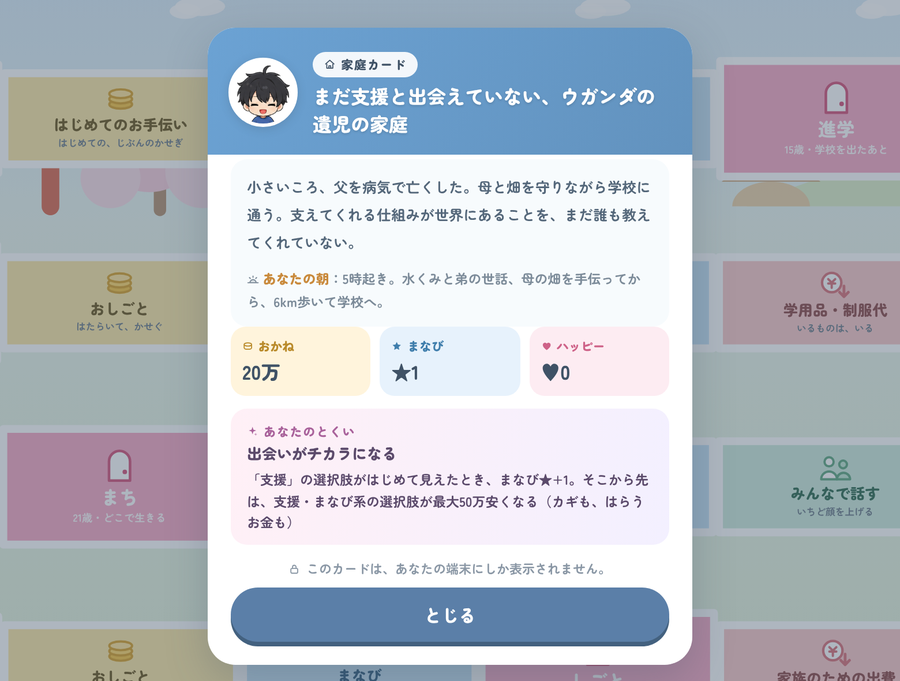 家庭カード
まだ支援と出会えていない、ウガンダの
遺児の家庭
小さいころ、父を病気で亡くした。母と畑を守りながら学校に
通う。支えてくれる仕組みが世界にあることを、まだ誰も教え
てくれていない。
あなたの朝：5時起き。水くみと弟の世話、母の畑を手伝ってか
ら、6km歩いて学校へ。
おかね
20万
まなび
★1
ハッピー
♥0
あなたのとくい
出会いがチカラになる
「支援」の選択肢がはじめて見えたとき、まなび★+1。そこから先
は、支援・まなび系の選択肢が最大50万安くなる（カギも、はらう
お金も）
このカードは、あなたの端末にしか表示されません。
とじる
はじめてのお手伝い
はじめての、じぶんのかせぎ
進学
15歳・学校を出たあと
おしごと
はたらいて、かせぐ
学用品・制服代
いるものは、いる
まち
21歳・どこで生きる
みんなで話す
いちど顔を上げる
おしごと
まなび
しごと
家族のための出費